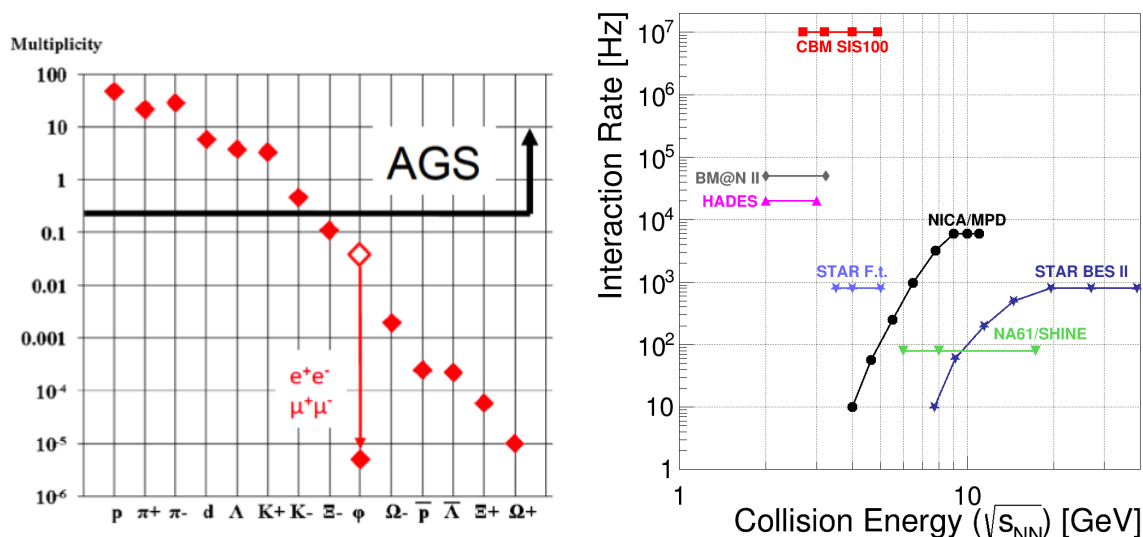 Multiplicity
100
10
1
0.1
0.01
0.001
10⁻⁴
10⁻⁵
10⁻⁶
AGS
e⁺e⁻
μ⁺μ⁻
p π+ π- d Λ K+ K- Ξ- φ Ω- p̅ Λ̅ Ξ+ Ω+
Interaction Rate [Hz]
10⁷
10⁶
10⁵
10⁴
10³
10²
10
1
CBM SIS100
BM@N II
HADES
NICA/MPD
STAR F.t.
STAR BES II
NA61/SHINE
1 10
Collision Energy (√s_NN) [GeV]